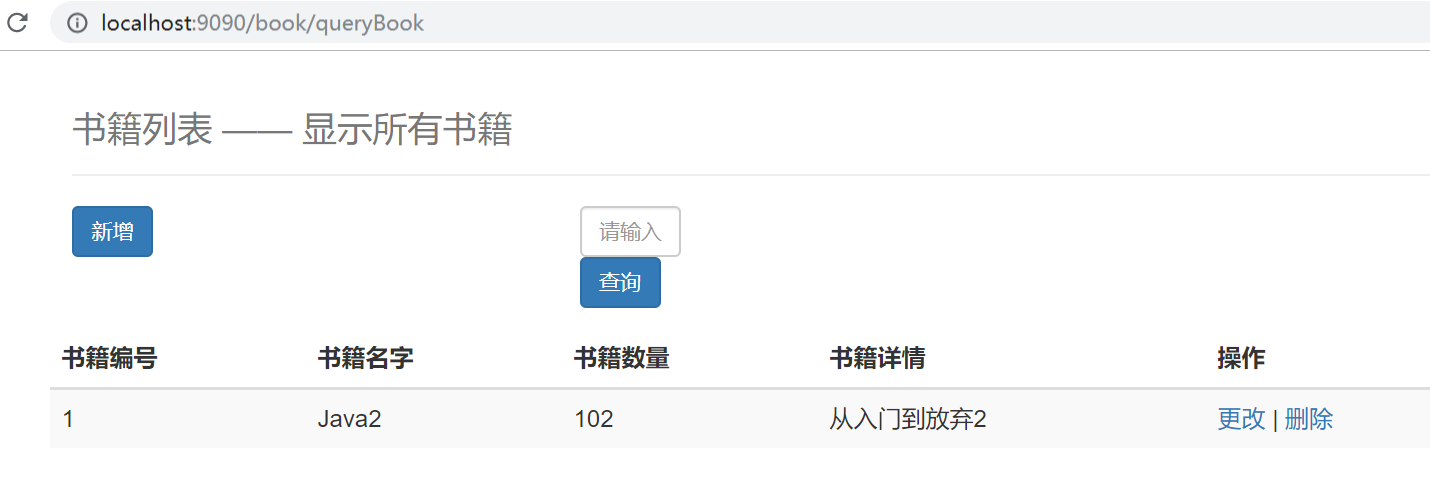 localhost:9090/book/queryBook
书籍列表 —— 显示所有书籍
新增 请输入
查询
书籍编号 书籍名字 书籍数量 书籍详情 操作
1 Java2 102 从入门到放弃2 更改 | 删除